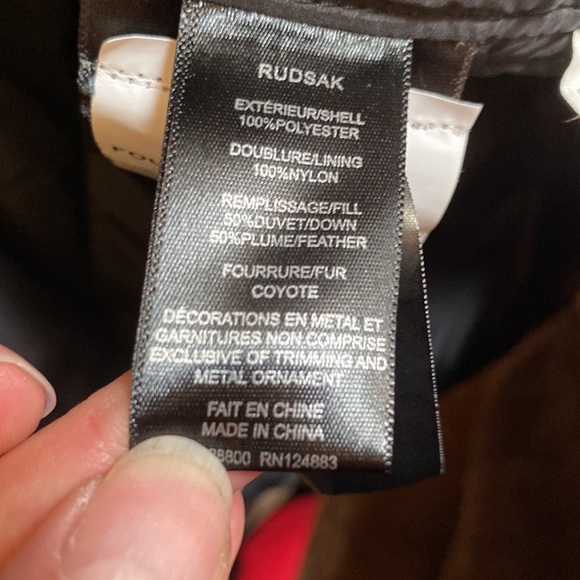 RUDSAK
EXTÉRIEUR/SHELL
100%POLYESTER
DOUBLURE/LINING
100%NYLON
REMPLISSAGE/FILL
50%DUVET/DOWN
50%PLUME/FEATHER
FOURRURE/FUR
COYOTE
DÉCORATIONS EN METAL ET
GARNITURES NON COMPRISE
EXCLUSIVE OF TRIMMING AND
METAL ORNAMENT
FAIT EN CHINE
MADE IN CHINA
RN124883